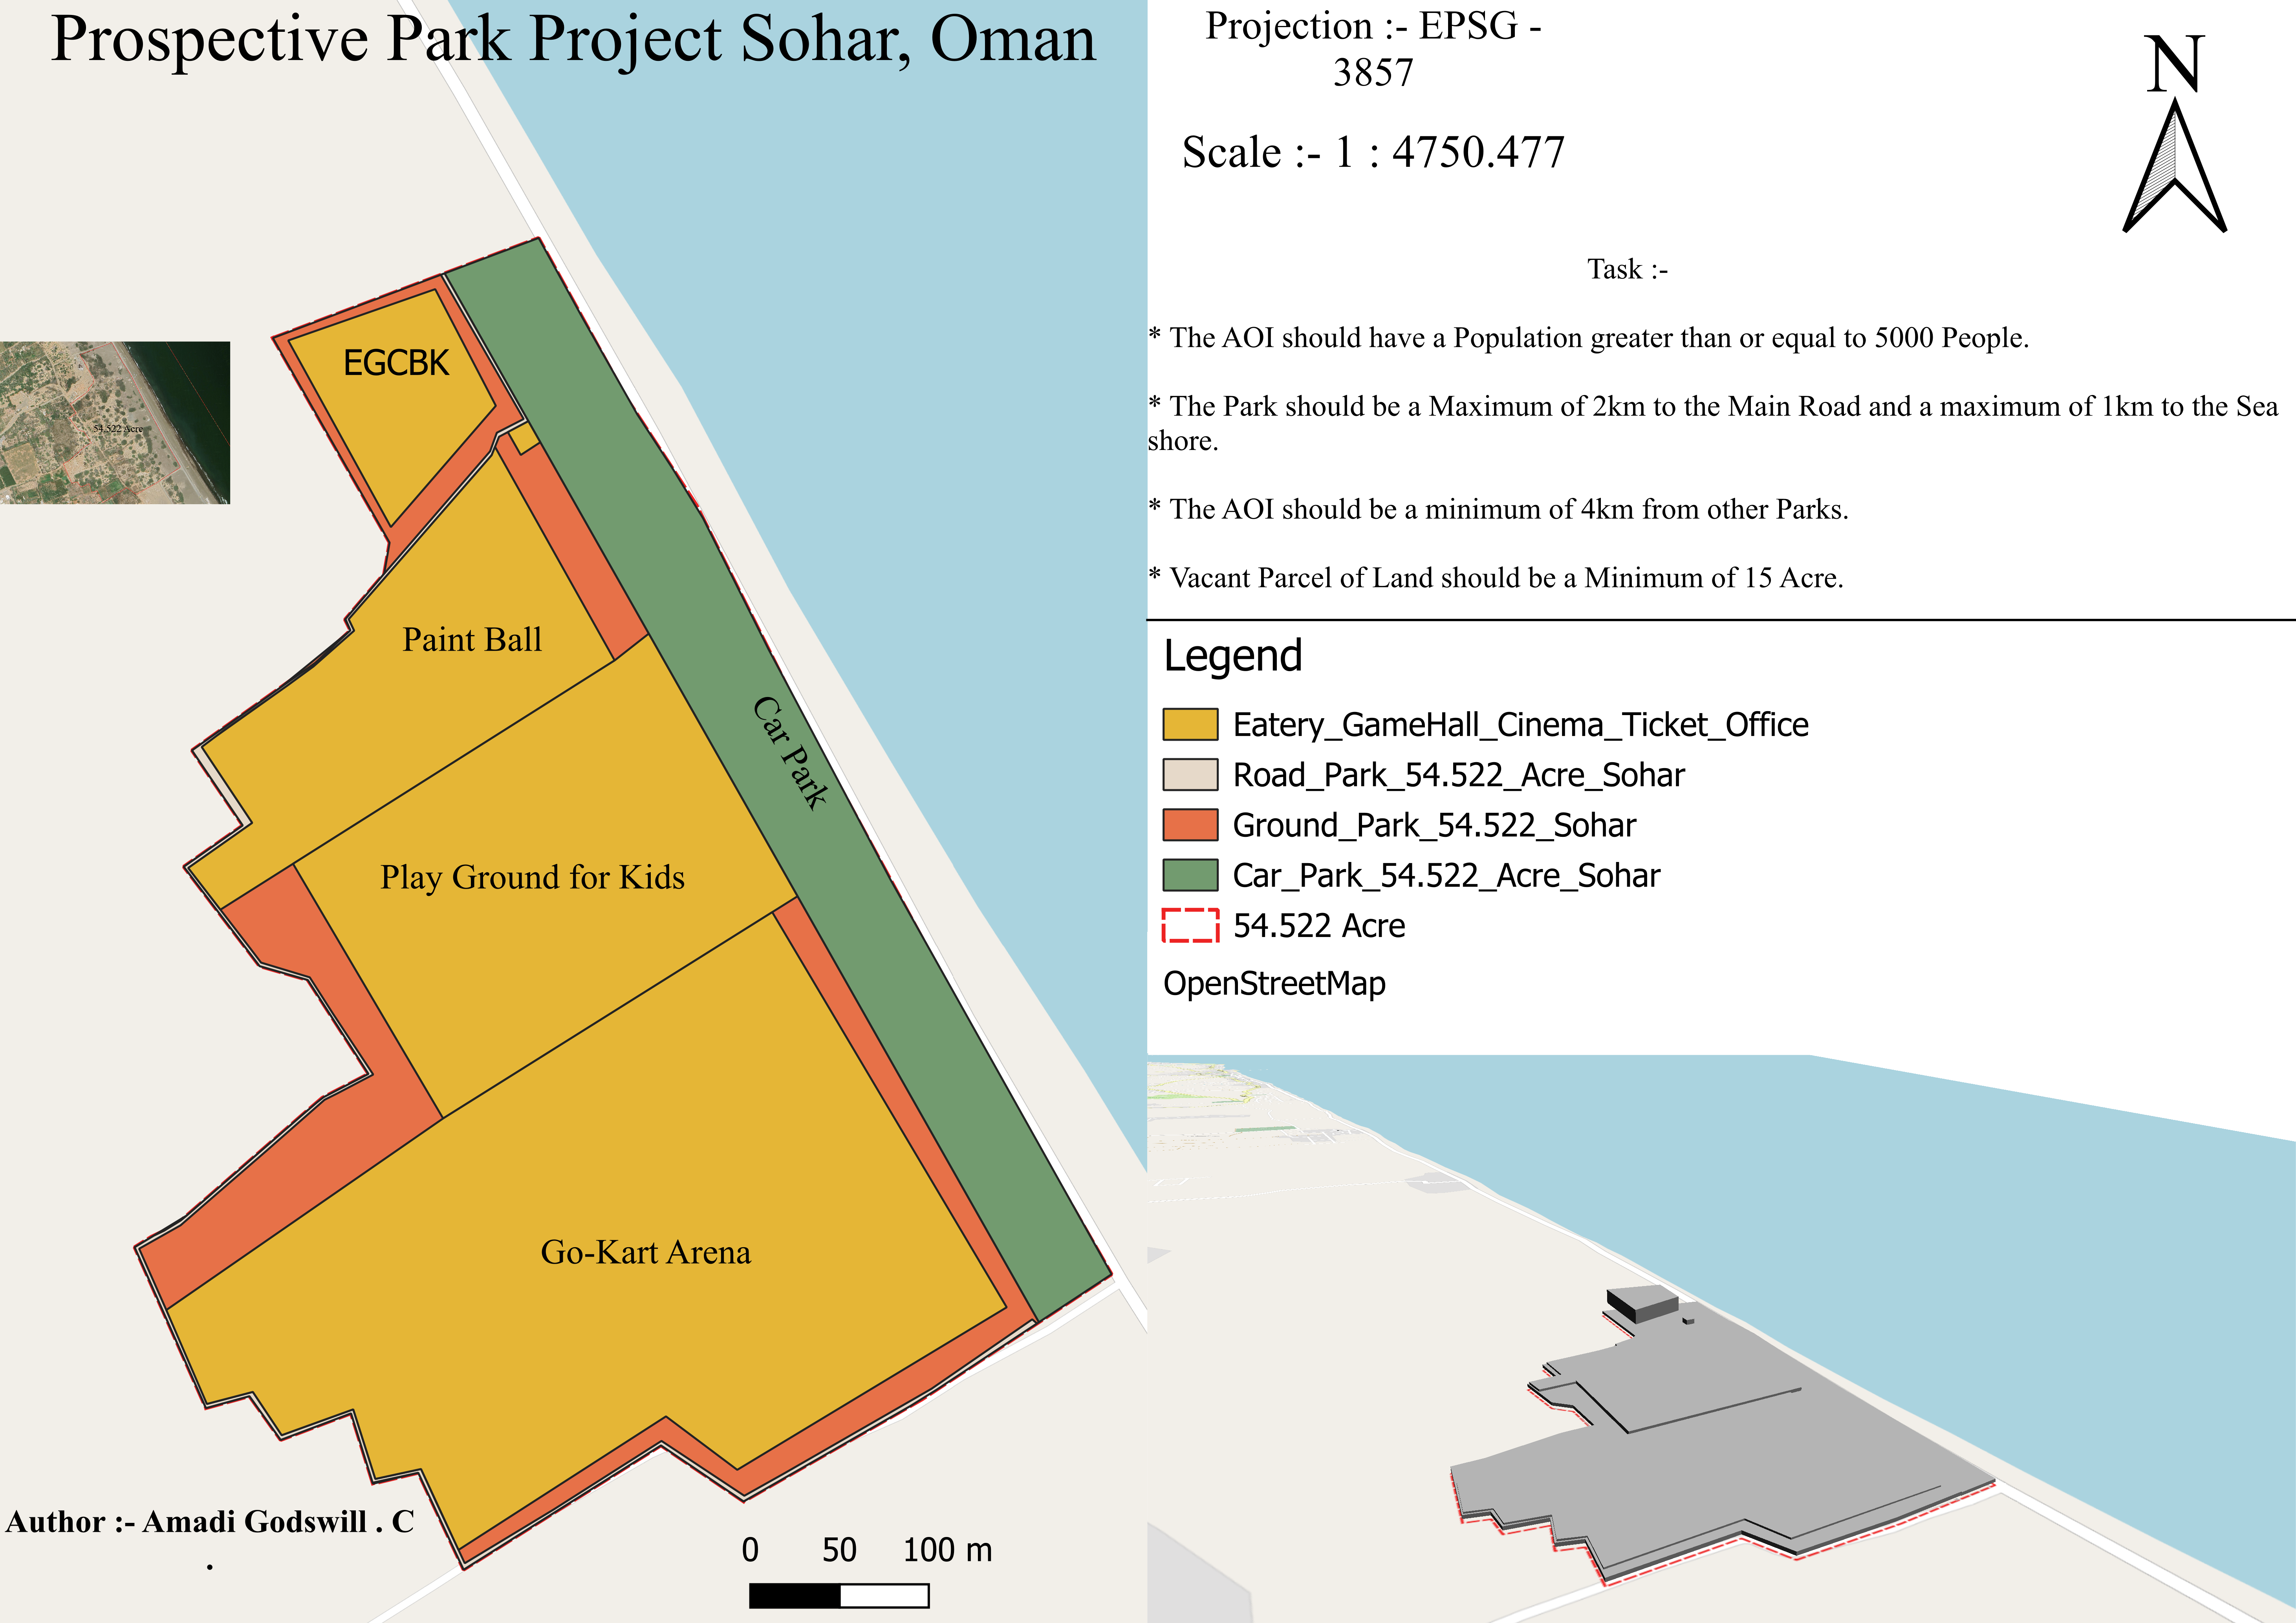 Prospective Park Project Sohar, Oman
Projection :- EPSG -
3857
Scale :- 1 : 4750.477
N
Task :-
* The AOI should have a Population greater than or equal to 5000 People.
* The Park should be a Maximum of 2km to the Main Road and a maximum of 1km to the Sea
shore.
* The AOI should be a minimum of 4km from other Parks.
* Vacant Parcel of Land should be a Minimum of 15 Acre.
EGCBK
54.522 Acre
Paint Ball
Car Park
Play Ground for Kids
Go-Kart Arena
Legend
Eatery_GameHall_Cinema_Ticket_Office
Road_Park_54.522_Acre_Sohar
Ground_Park_54.522_Sohar
Car_Park_54.522_Acre_Sohar
54.522 Acre
OpenStreetMap
Author :- Amadi Godswill . C
.
0 50 100 m